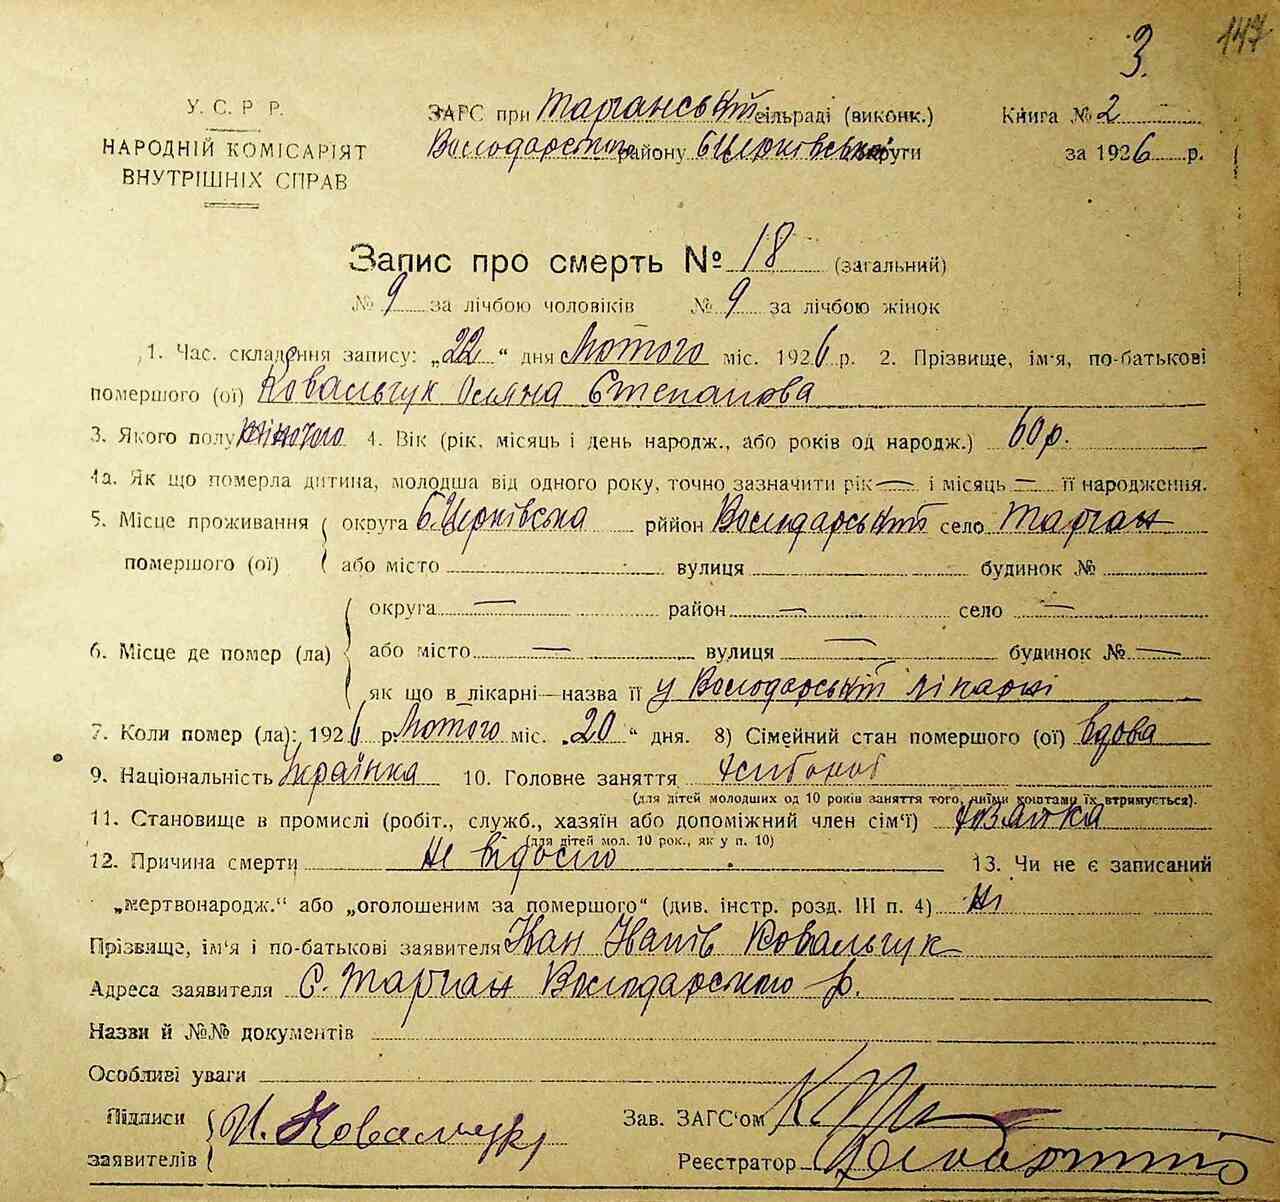 147
3.
У. С. Р. Р.
НАРОДНІЙ КОМІСАРІЯТ
ВНУТРІШНІХ СПРАВ
ЗАГС при Тарганській сільраді (виконк.)
Володарського району БЦерківської округи
Книга № 2
за 1926 р.
Запис про смерть № 18 (загальний)
№ 9 за лічбою чоловіків № 9 за лічбою жінок
1. Час. складення запису: „22" дня Лютого міс. 1926 р. 2. Прізвище, ім'я, по-батькові
помершого (ої) Ковальчук Степанова
3. Якого полу жіночого 4. Вік (рік, місяць і день народж., або років од народж.) 60 р.
4а. Як що померла дитина, молодша від одного року, точно зазначити рік — і місяць — її народження.
5. Місце проживання округа БЦерківська рййон Володарський село Тарган
помершого (ої) або місто вулиця будинок №
округа — район — село —
6. Місце де помер (ла) або місто — вулиця — будинок № —
як що в лікарні—назва її у Володарській лікарні
7. Коли помер (ла): 1926 р. Лютого міс. „20" дня. 8) Сімейний стан помершого (ої) вдова
9. Національність Українка 10. Головне заняття хлібороб
(для дітей молодших од 10 років заняття того, чиїми коштами їх втримується).
11. Становище в промислі (робіт., служб., хазяїн або допоміжний член сім'ї) хазяйка
(для дітей мол. 10 рок., як у п. 10)
12. Причина смерти Не відомо 13. Чи не є записаний
„мертвонародж." або „оголошеним за помершого" (див. інстр. розд. III п. 4) Ні
Прізвище, ім'я і по-батькові заявителя Іван Ковальчук
Адреса заявителя С. Тарган Володарського р.
Назви й №№ документів
Особливі уваги
Підписи
заявителів И. Ковальчук
Зав. ЗАГС'ом
Реєстратор